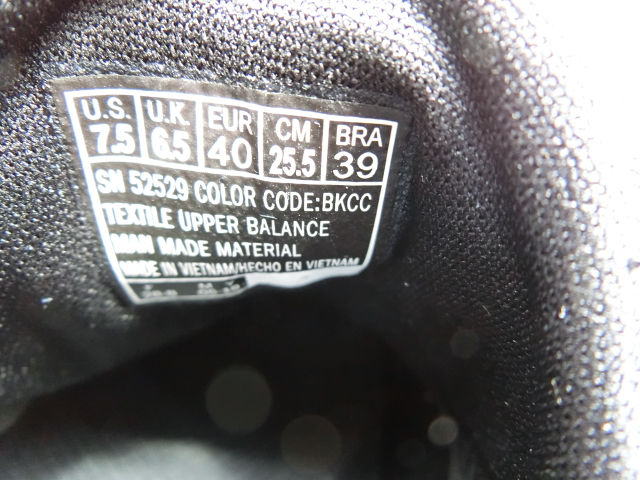 U.S. U.K. EUR CM BRA
7.5 6.5 40 25.5 39
SN 52529 COLOR CODE:BKCC
TEXTILE UPPER BALANCE
MAN MADE MATERIAL
MADE IN VIETNAM/HECHO EN VIETNAM